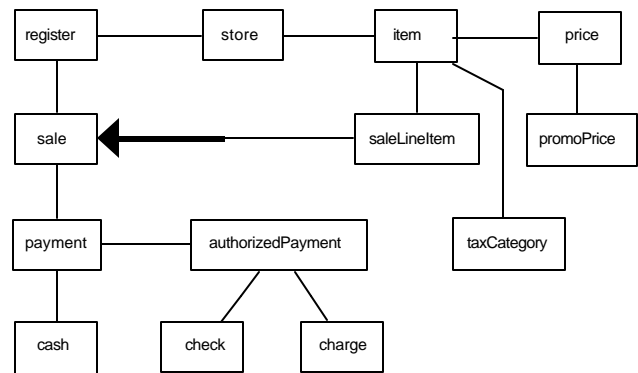 register
store
item
price
sale
saleLineItem
promoPrice
payment
authorizedPayment
taxCategory
cash
check
charge